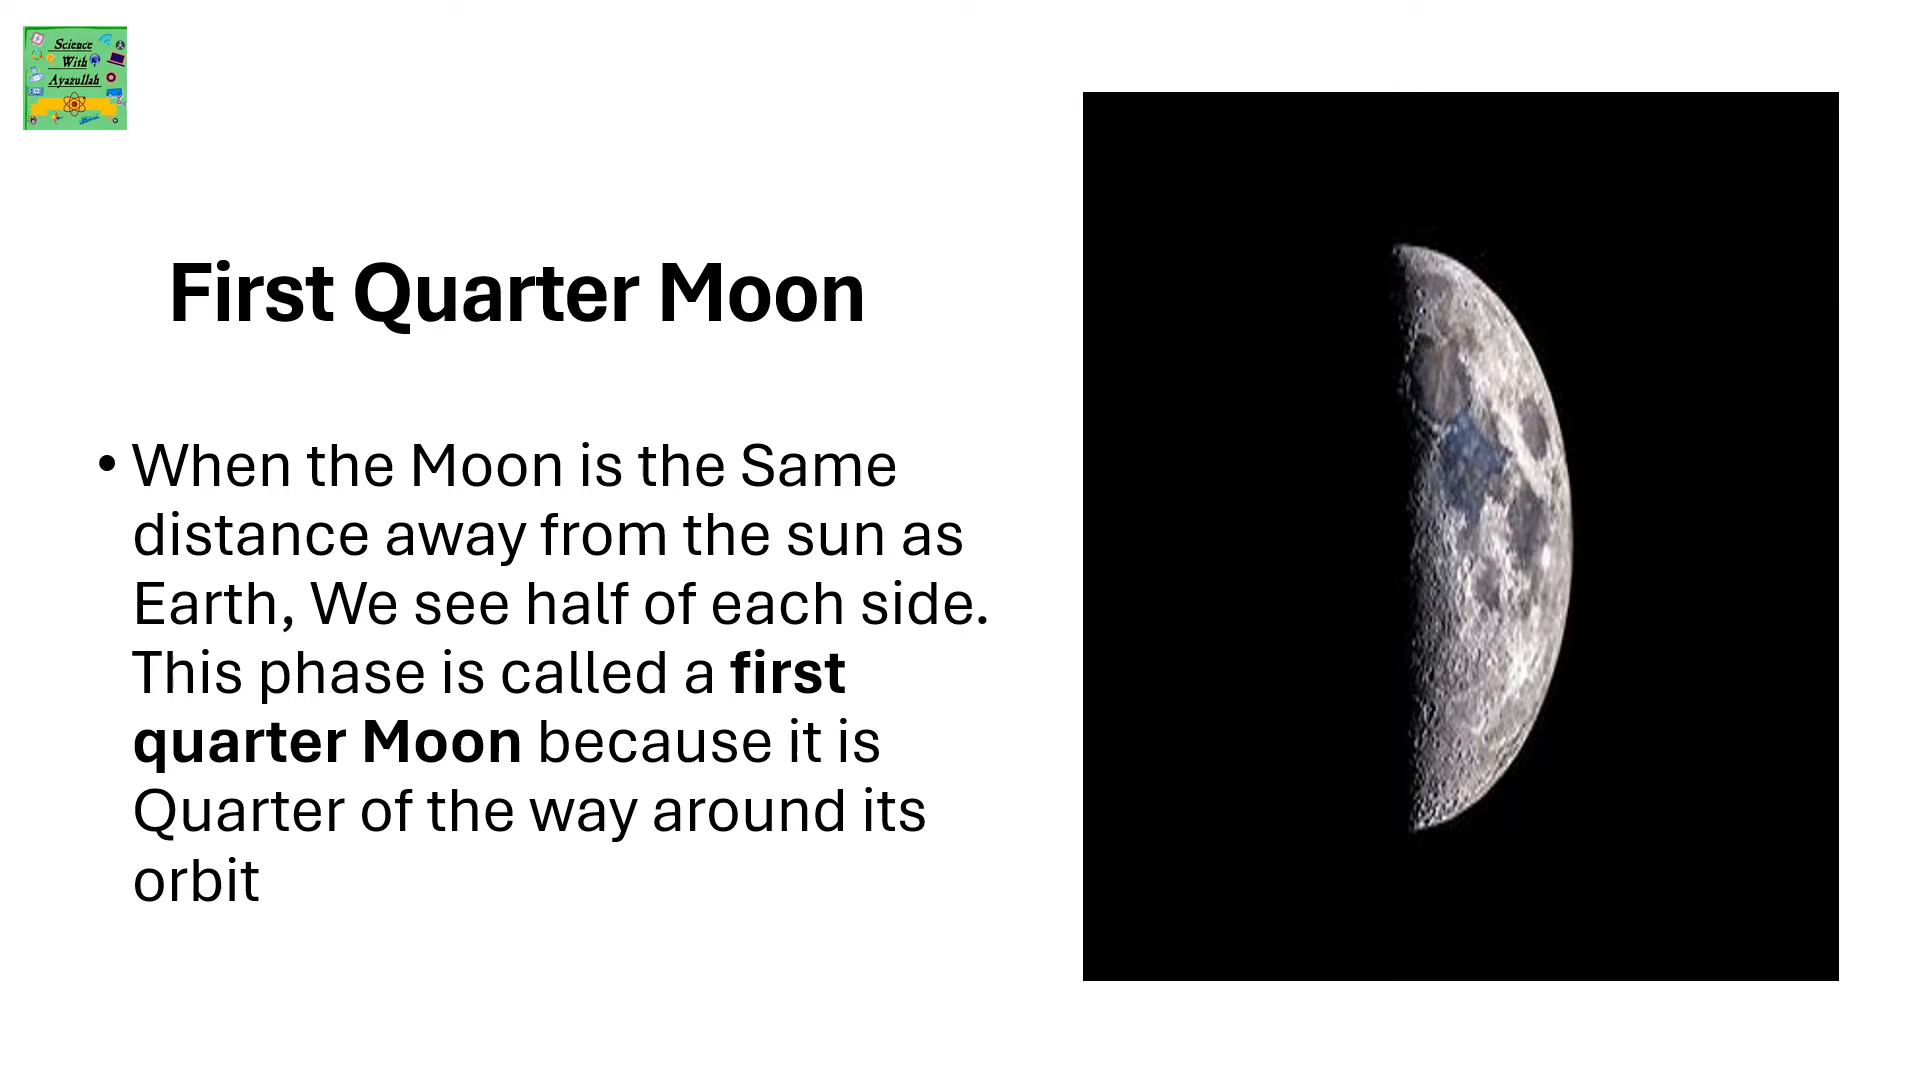 Science
With
Ayazullah
First Quarter Moon
• When the Moon is the Same
distance away from the sun as
Earth, We see half of each side.
This phase is called a first
quarter Moon because it is
Quarter of the way around its
orbit